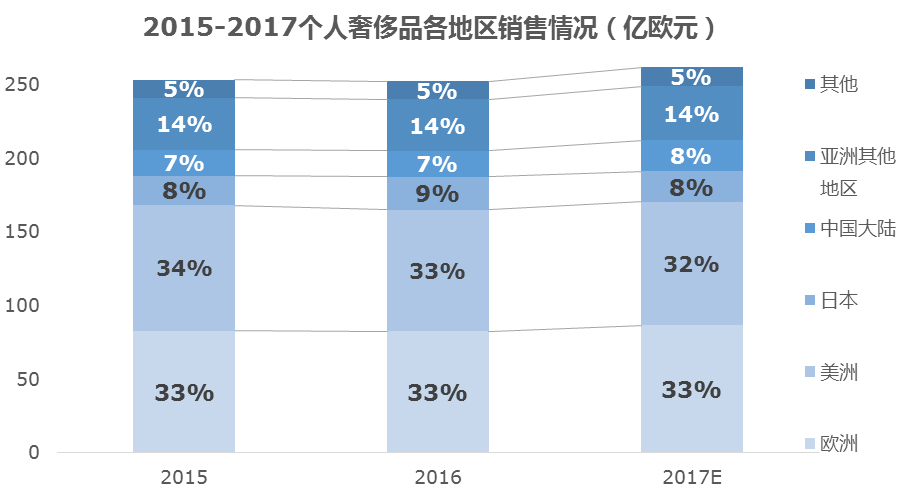 2015-2017个人奢侈品各地区销售情况（亿欧元）
250
200
150
100
50
0
5%
14%
7%
8%
34%
33%
5%
14%
7%
9%
33%
33%
5%
14%
8%
8%
32%
33%
2015
2016
2017E
其他
亚洲其他
地区
中国大陆
日本
美洲
欧洲